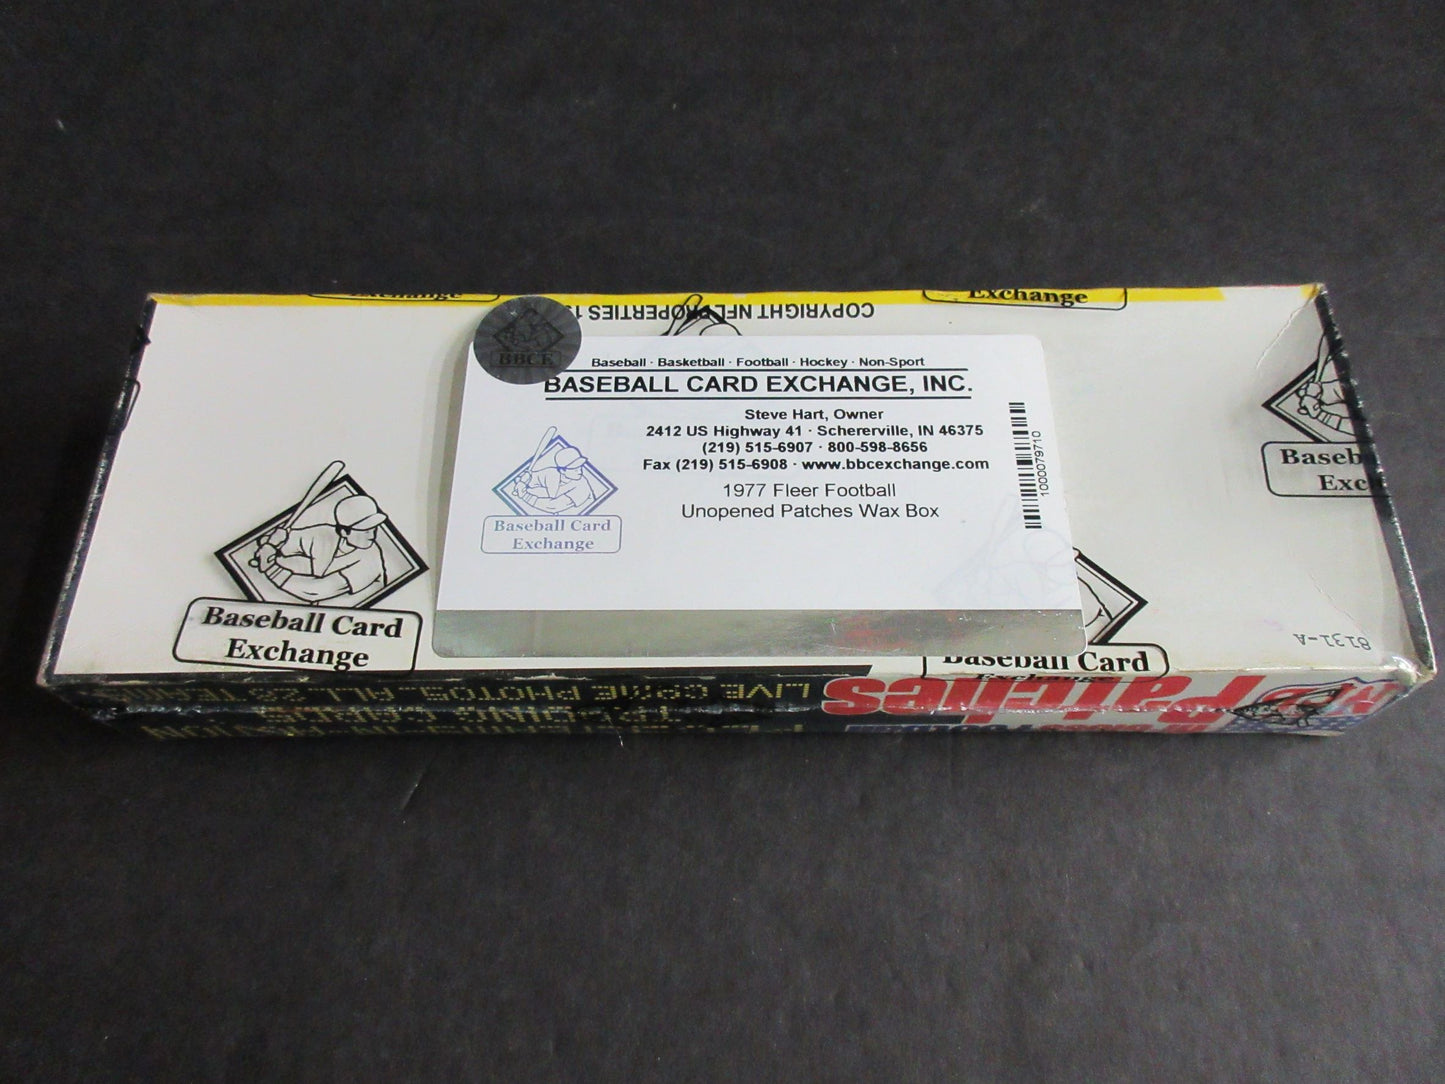 Exchange
COPYRIGHT NFL PROPERTIES 1
Exchange
BBCE
Baseball · Basketball · Football · Hockey · Non-Sport
BASEBALL CARD EXCHANGE, INC.
Steve Hart, Owner
2412 US Highway 41 · Schererville, IN 46375
(219) 515-6907 · 800-598-8656
Fax (219) 515-6908 · www.bbcexchange.com
1977 Fleer Football
Unopened Patches Wax Box
1000079710
Baseball Card
Exchange
Baseb
Exc
Baseball Card
Exchange
Baseball Card
Exchange
8131-A
Patches
LIVE GAME PHOTOS - ALL 28 TEAMS